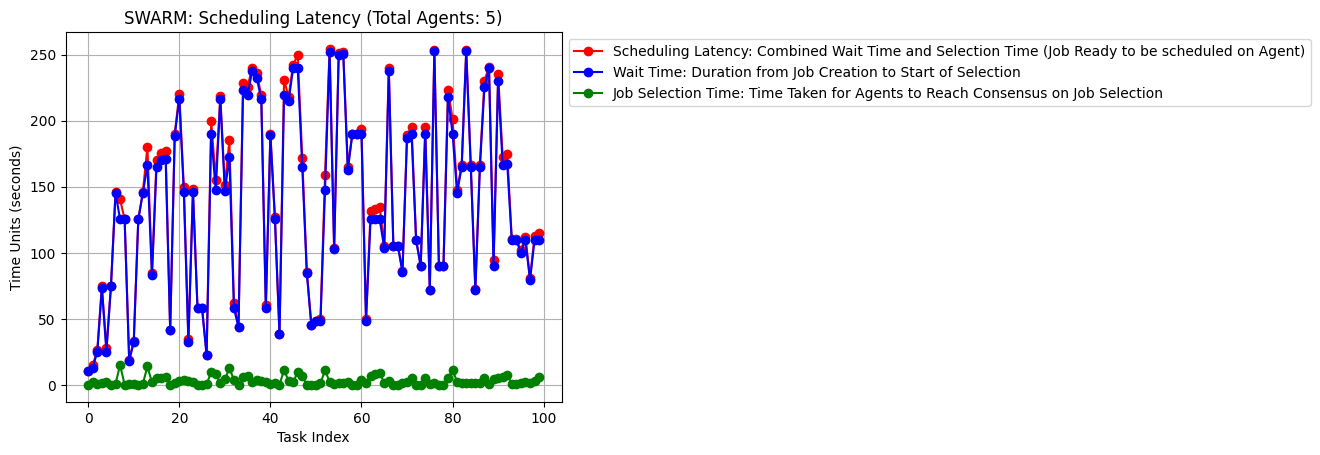 SWARM: Scheduling Latency (Total Agents: 5)
Scheduling Latency: Combined Wait Time and Selection Time (Job Ready to be scheduled on Agent)
Wait Time: Duration from Job Creation to Start of Selection
Job Selection Time: Time Taken for Agents to Reach Consensus on Job Selection
Time Units (seconds)
250
200
150
100
50
0
0 20 40 60 80 100
Task Index